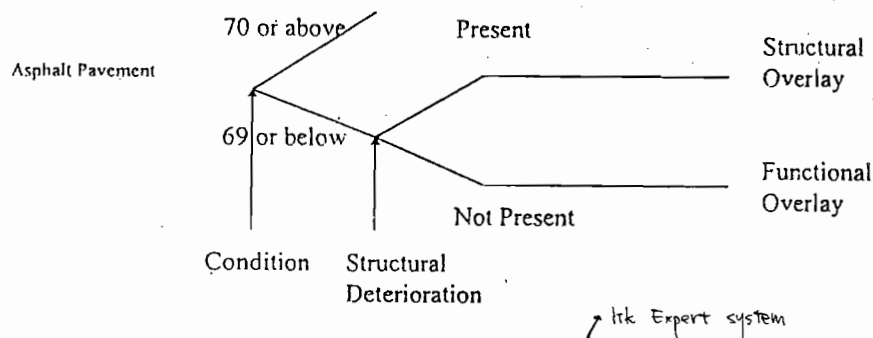 70 or above
Present
Structural
Overlay
Asphalt Pavement
69 or below
Functional
Overlay
Not Present
Condition
Structural
Deterioration
Expert system